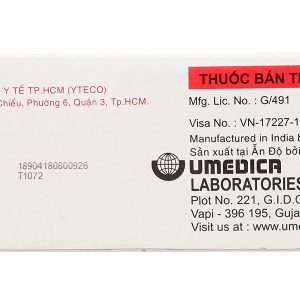 Y TẾ TP.HCM (YTECO)
Chiểu, Phường 6, Quận 3, Tp.HCM.
18904180800926
T1072
THUỐC BÁN
Mfg. Lic. No. : G/491
Visa No. : VN-17227-1
Manufactured in India
Sản xuất tại Ấn Độ bởi
UMEDICA
LABORATORIES
Plot No. 221, G.I.D.C
Vapi - 396 195, Guja
Visit us at : www.ume